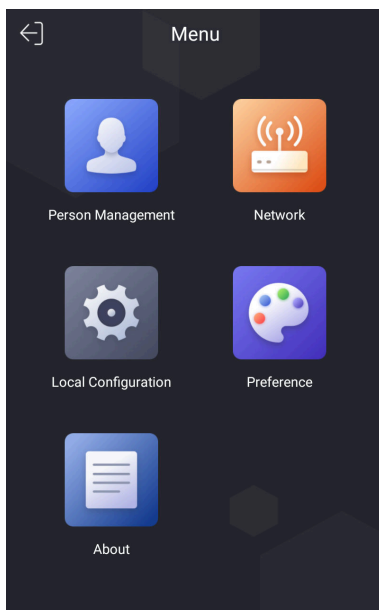 Menu
Person Management
Network
Local Configuration
Preference
About